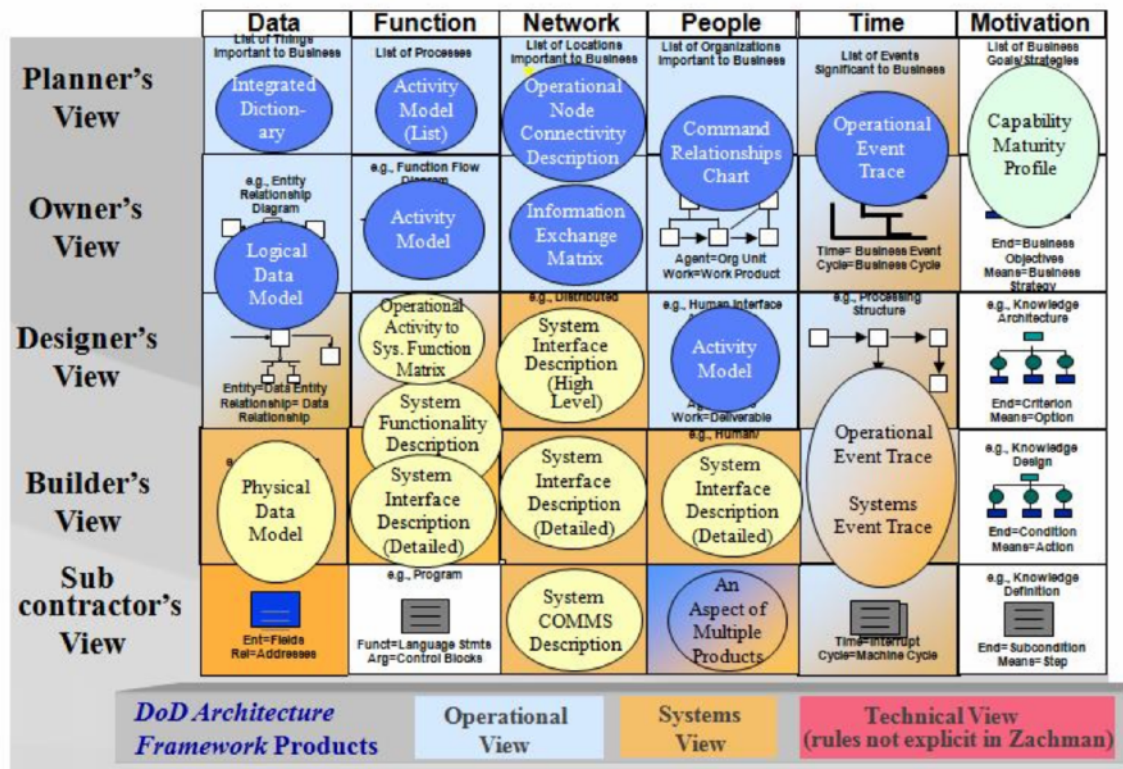 Data Function Network People Time Motivation
Planner's
View
List of Things
Important to Business
Integrated
Diction-
ary
List of Processes
Activity
Model
(List)
List of Locations
Important to Business
Operational
Node
Connectivity
Description
List of Organizations
Important to Business
Command
Relationships
Chart
List of Events
Significant to Business
Operational
Event
Trace
List of Business
Goals/Strategies
Capability
Maturity
Profile
Owner's
View
e.g., Entity
Relationship
Diagram
Logical
Data
Model
e.g., Function Flow
Activity
Model
Information
Exchange
Matrix
Agent=Org Unit
Work=Work Product
Time= Business Event
Cycle=Business Cycle
End=Business
Objectives
Means=Business
Strategy
Designer's
View
Entity=Data Entity
Relationship= Data
Relationship
Operational
Activity to
Sys. Function
Matrix
System
Functionality
Description
e.g., Distributed
System
Interface
Description
(High
Level)
e.g., Human Interface
Activity
Model
Work=Deliverable
e.g., Processing
Structure
e.g., Knowledge
Architecture
End=Criterion
Means=Option
Builder's
View
Physical
Data
Model
System
Interface
Description
(Detailed)
System
Interface
Description
(Detailed)
e.g., Human/
System
Interface
Description
(Detailed)
Operational
Event Trace
Systems
Event Trace
e.g., Knowledge
Design
End=Condition
Means=Action
Sub
contractor's
View
Ent=Fields
Rel=Addresses
e.g., Program
Funct=Language Stmts
Arg=Control Blocks
System
COMMS
Description
An
Aspect of
Multiple
Products
Time=Interrupt
Cycle=Machine Cycle
e.g., Knowledge
Definition
End=Subcondition
Means=Step
DoD Architecture
Framework Products
Operational
View
Systems
View
Technical View
(rules not explicit in Zachman)